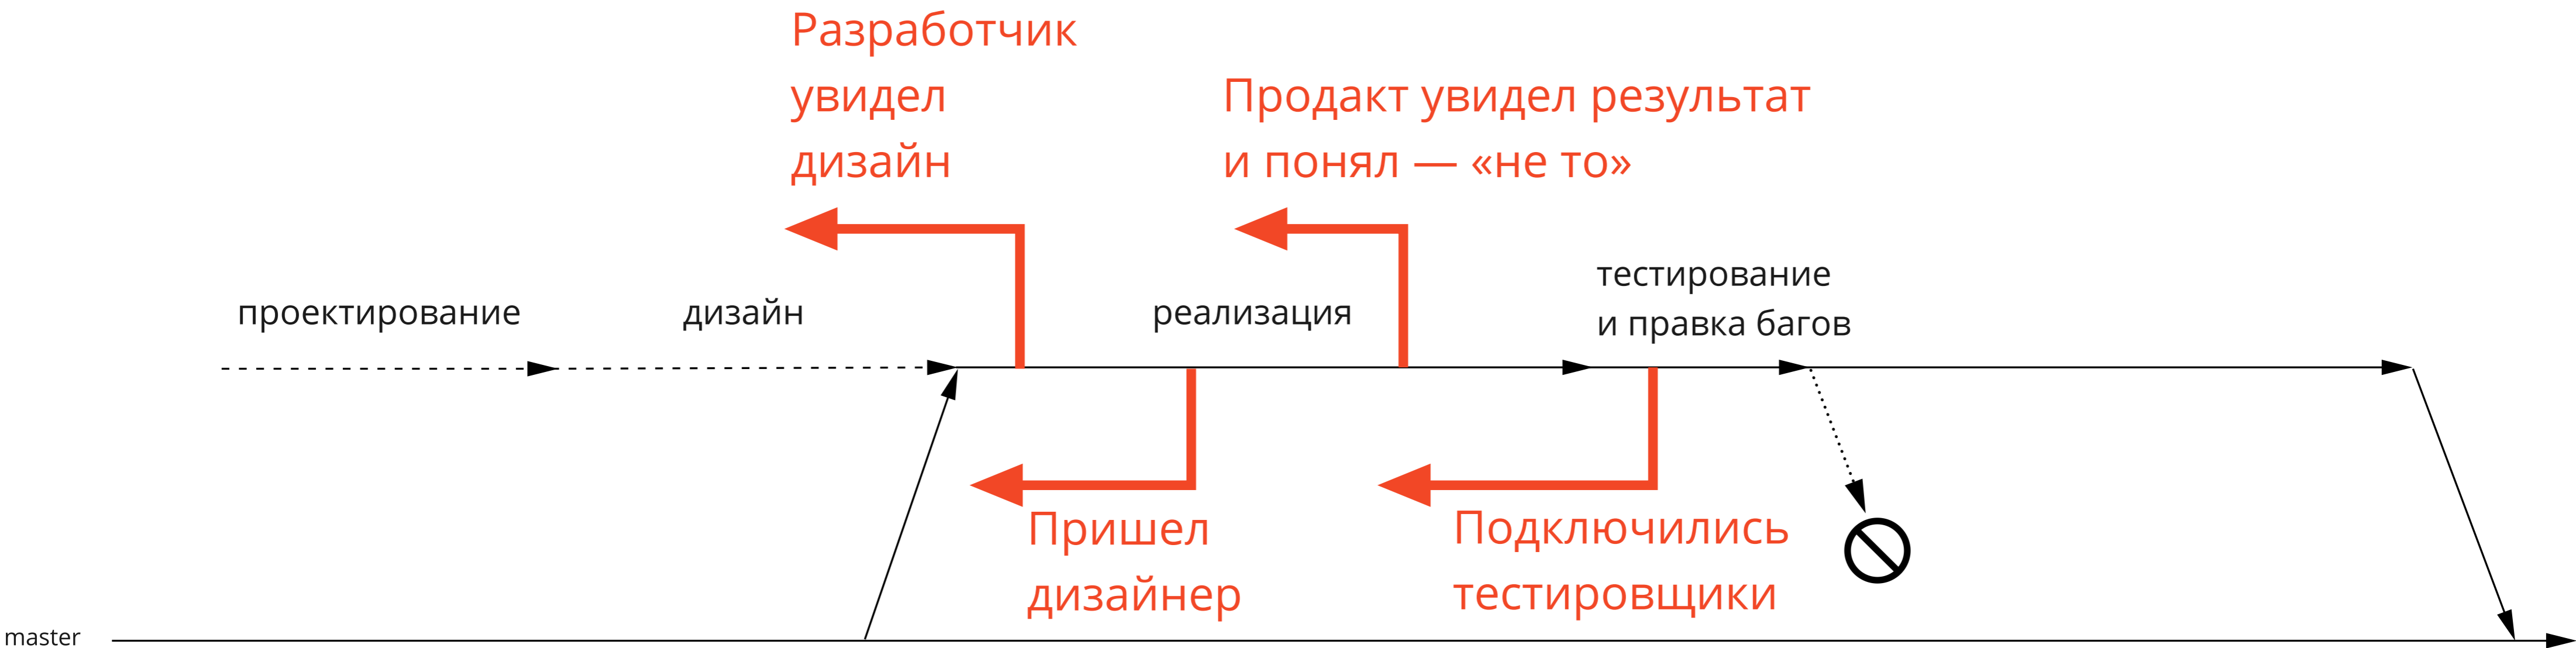 Разработчик
увидел
дизайн
Продакт увидел результат
и понял — «не то»
проектирование
дизайн
реализация
тестирование
и правка багов
Пришел
дизайнер
Подключились
тестировщики
master